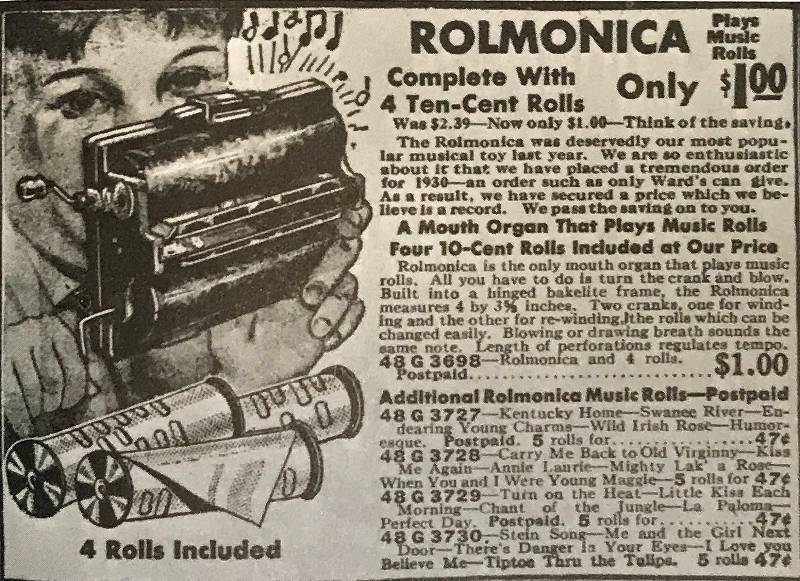 ROLMONICA
Plays
Music
Rolls
Complete With
4 Ten-Cent Rolls
Only $1.00
Was $2.39—Now only $1.00—Think of the saving.
The Rolmonica was deservedly our most popu-
lar musical toy last year. We are so enthusiastic
about it that we have placed a tremendous order
for 1930—an order such as only Ward's can give.
As a result, we have secured a price which we be-
lieve is a record. We pass the saving on to you.
A Mouth Organ That Plays Music Rolls
Four 10-Cent Rolls Included at Our Price
Rolmonica is the only mouth organ that plays music
rolls. All you have to do is turn the crank and blow.
Built into a hinged bakelite frame, the Rolmonica
measures 4 by 3⅜ inches. Two cranks, one for wind-
ing and the other for re-winding the rolls which can be
changed easily. Blowing or drawing breath sounds the
same note. Length of perforations regulates tempo.
48 G 3698—Rolmonica and 4 rolls.
Postpaid..............................$1.00
Additional Rolmonica Music Rolls—Postpaid
48 G 3727—Kentucky Home—Swanee River—En-
dearing Young Charms—Wild Irish Rose—Humor-
esque. Postpaid. 5 rolls for............47¢
48 G 3728—Carry Me Back to Old Virginny—Kiss
Me Again—Annie Laurie—Mighty Lak' a Rose—
When You and I Were Young Maggie—5 rolls for 47¢
48 G 3729—Turn on the Heat—Little Kiss Each
Morning—Chant of the Jungle—La Paloma—
Perfect Day. Postpaid. 5 rolls for............47¢
48 G 3730—Stein Song—Me and the Girl Next
Door—There's Danger in Your Eyes—I Love you
Believe Me—Tiptoe Thru the Tulips. 5 rolls 47¢
4 Rolls Included